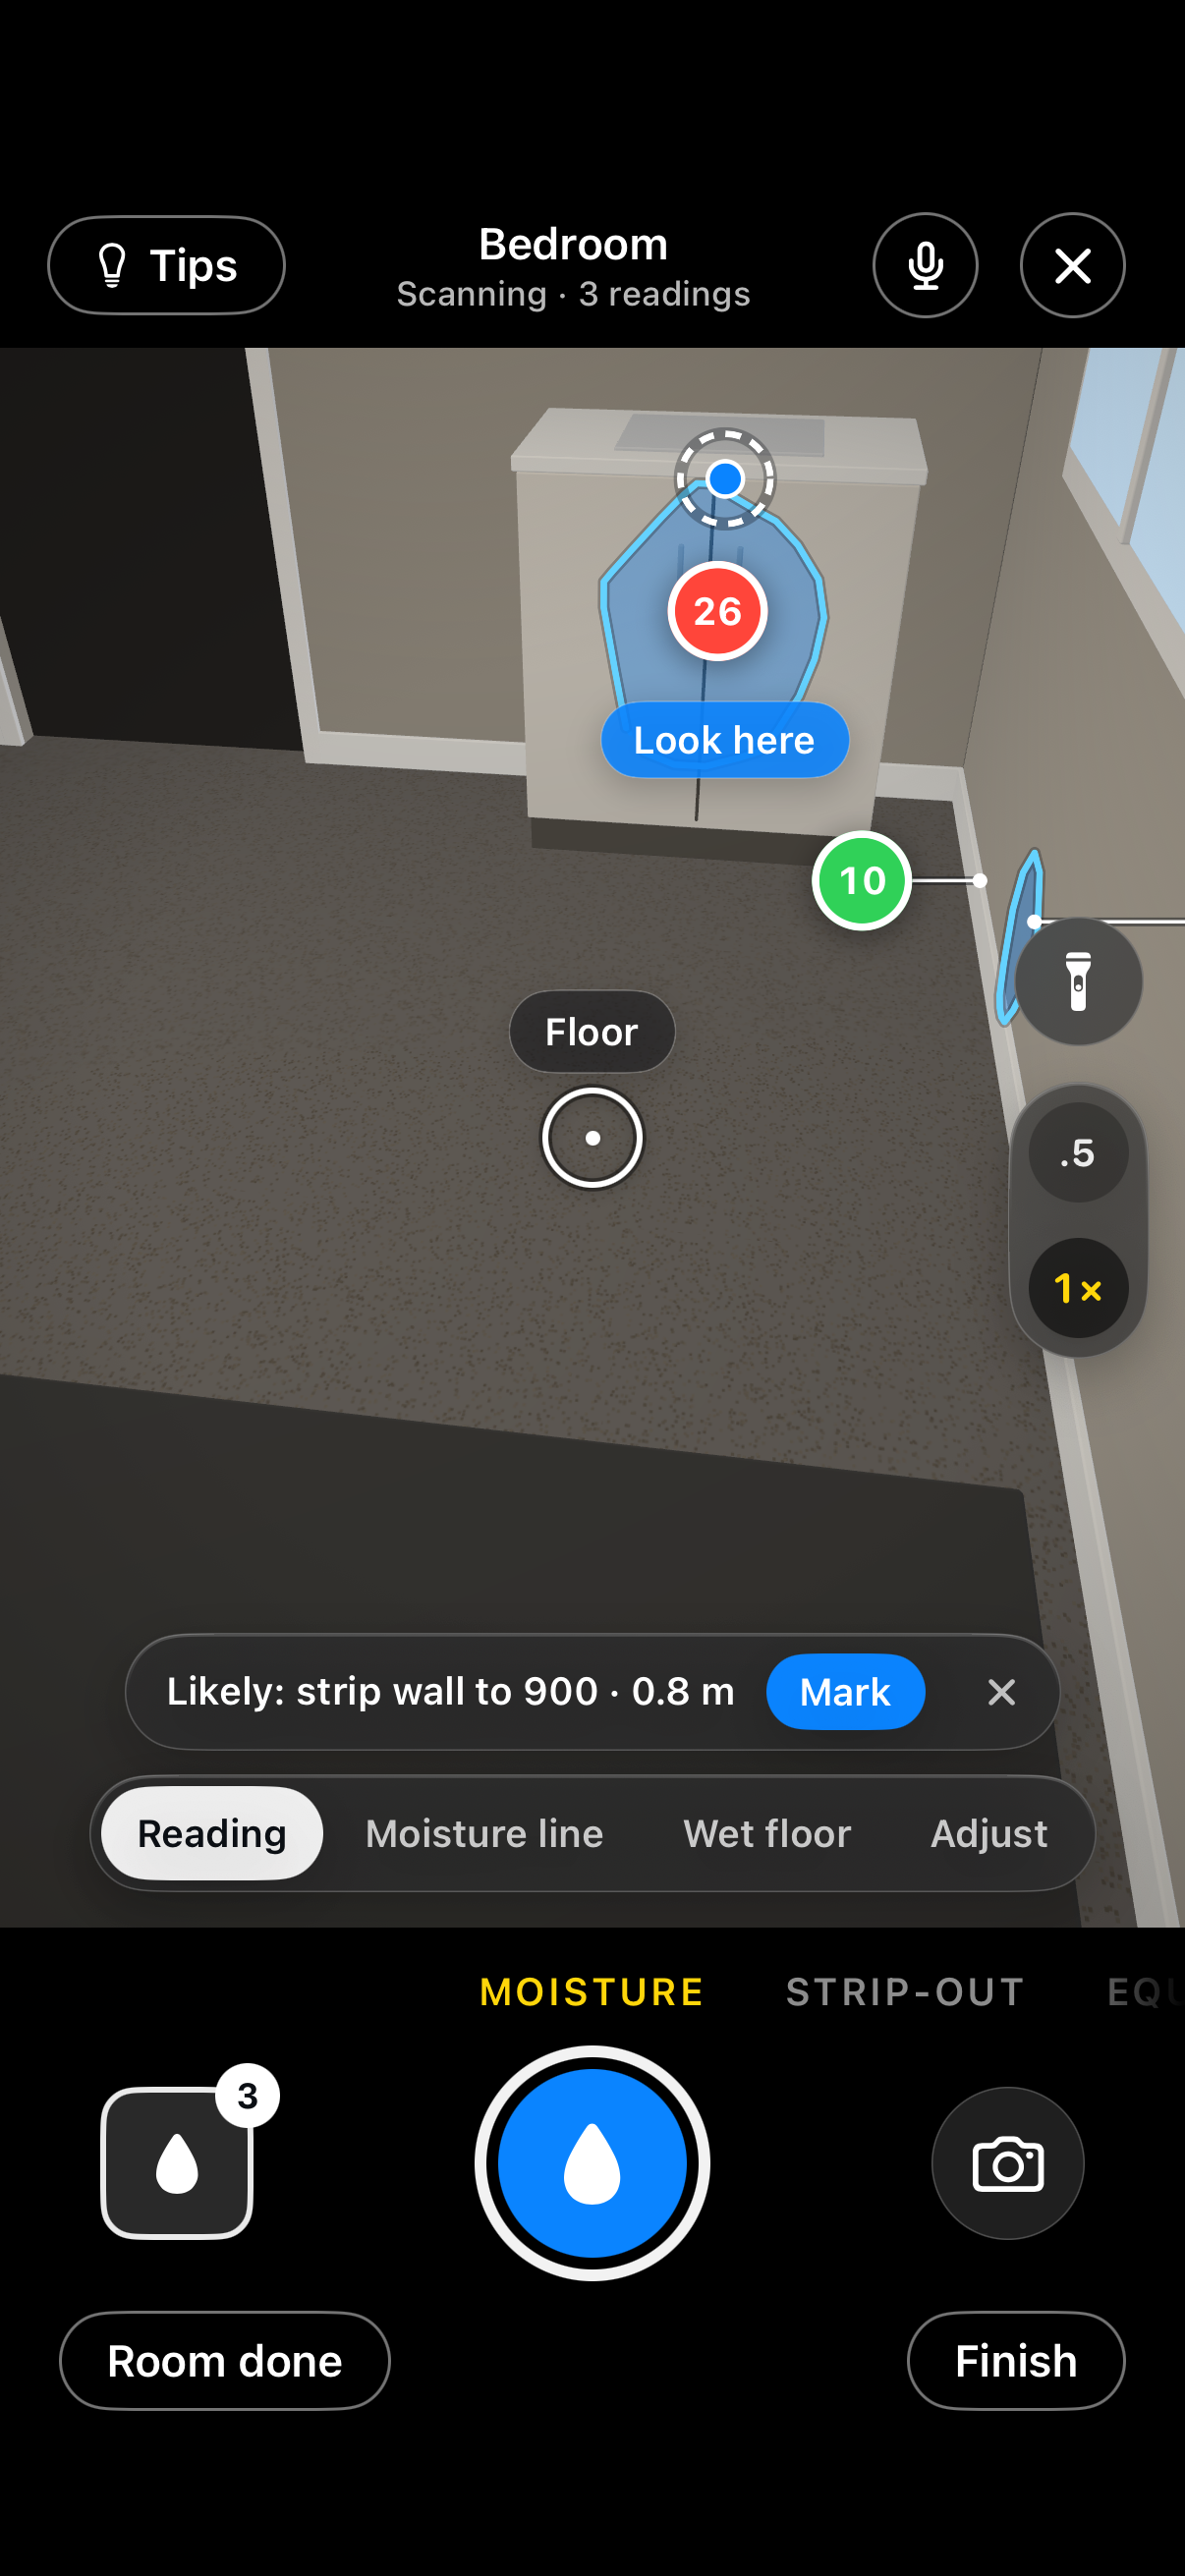 Tips
Bedroom
Scanning · 3 readings
26
Look here
10
Floor
.5
1×
Likely: strip wall to 900 · 0.8 m
Mark
Reading
Moisture line
Wet floor
Adjust
MOISTURE
STRIP-OUT
3
Room done
Finish